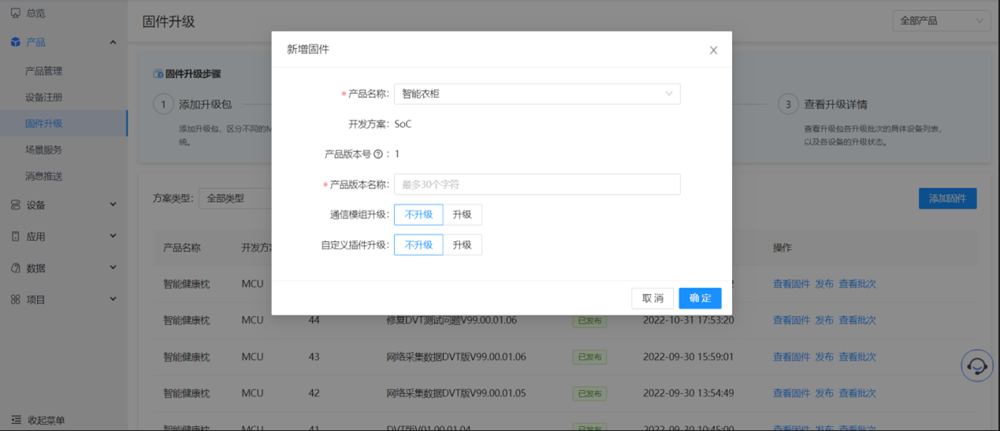 总览
产品
产品管理
设备注册
固件升级
场景服务
消息推送
设备
应用
数据
项目
收起菜单
固件升级
全部产品
固件升级步骤
1 添加升级包
添加升级包，区分不同的M
统。
3 查看升级详情
查看升级包各升级批次的具体设备列表，
以及各设备的升级状态。
方案类型： 全部类型
添加固件
产品名称 开发方 操作
智能健康枕 MCU 查看固件 发布 查看批次
智能健康枕 MCU 44 修复DVT测试问题V99.00.01.06 已发布 2022-10-31 17:53:20 查看固件 发布 查看批次
智能健康枕 MCU 43 网络采集数据DVT版V99.00.01.06 已发布 2022-09-30 15:59:01 查看固件 发布 查看批次
智能健康枕 MCU 42 网络采集数据DVT版V99.00.01.05 已发布 2022-09-30 13:54:49 查看固件 发布 查看批次
智能健康枕 MCU 41 DVT版V01.00.01.04 已发布 2022-09-30 10:45:00 查看固件 发布 查看批次
新增固件
* 产品名称： 智能衣柜
开发方案： SoC
产品版本号 ? ： 1
* 产品版本名称： 最多30个字符
通信模组升级： 不升级 升级
自定义插件升级： 不升级 升级
取消 确定